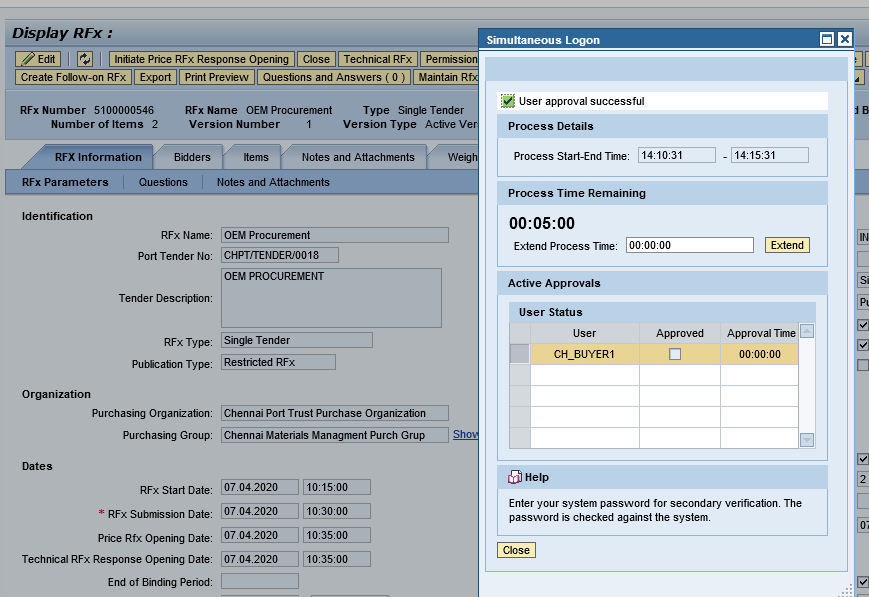 Display RFx :
Edit
Initiate Price RFx Response Opening
Close
Technical RFx
Permission
Create Follow-on RFx
Export
Print Preview
Questions and Answers ( 0 )
Maintain RFx
RFx Number 5100000546 RFx Name OEM Procurement Type Single Tender
Number of Items 2 Version Number 1 Version Type Active Ver
RFX Information
Bidders
Items
Notes and Attachments
Weigh
RFx Parameters
Questions
Notes and Attachments
Identification
RFx Name: OEM Procurement
Port Tender No: CHPT/TENDER/0018
Tender Description: OEM PROCUREMENT
RFx Type: Single Tender
Publication Type: Restricted RFx
Organization
Purchasing Organization: Chennai Port Trust Purchase Organization
Purchasing Group: Chennai Materials Managment Purch Grup Show
Dates
RFx Start Date: 07.04.2020 10:15:00
* RFx Submission Date: 07.04.2020 10:30:00
Price Rfx Opening Date: 07.04.2020 10:35:00
Technical RFx Response Opening Date: 07.04.2020 10:35:00
End of Binding Period:
Simultaneous Logon
User approval successful
Process Details
Process Start-End Time: 14:10:31 - 14:15:31
Process Time Remaining
00:05:00
Extend Process Time: 00:00:00 Extend
Active Approvals
User Status
User Approved Approval Time
CH_BUYER1 00:00:00
Help
Enter your system password for secondary verification. The
password is checked against the system.
Close